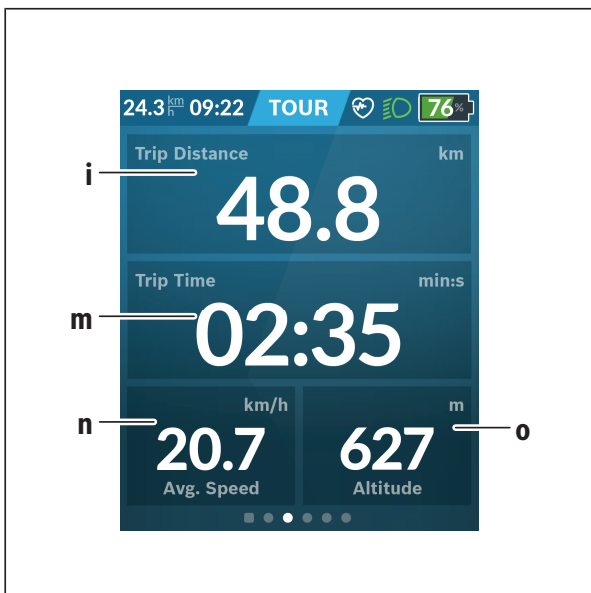 24.3 km/h 09:22 TOUR 76%
Trip Distance km
i
48.8
Trip Time min:s
m
02:35
km/h m
n o
20.7 627
Avg. Speed Altitude